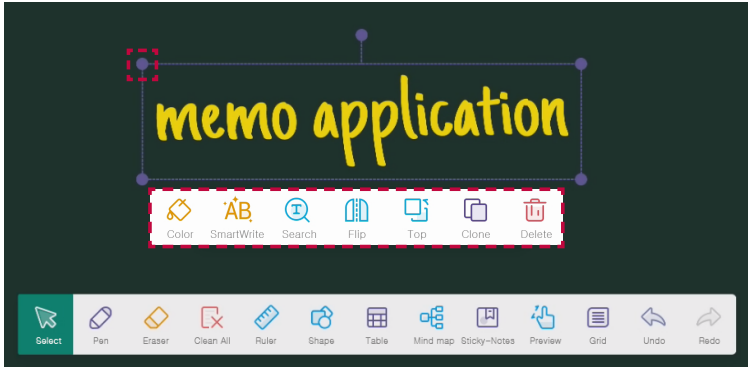 memo application
Color SmartWrite Search Flip Top Clone Delete
Select Pen Eraser Clean All Ruler Shape Table Mind map Sticky-Notes Preview Grid Undo Redo